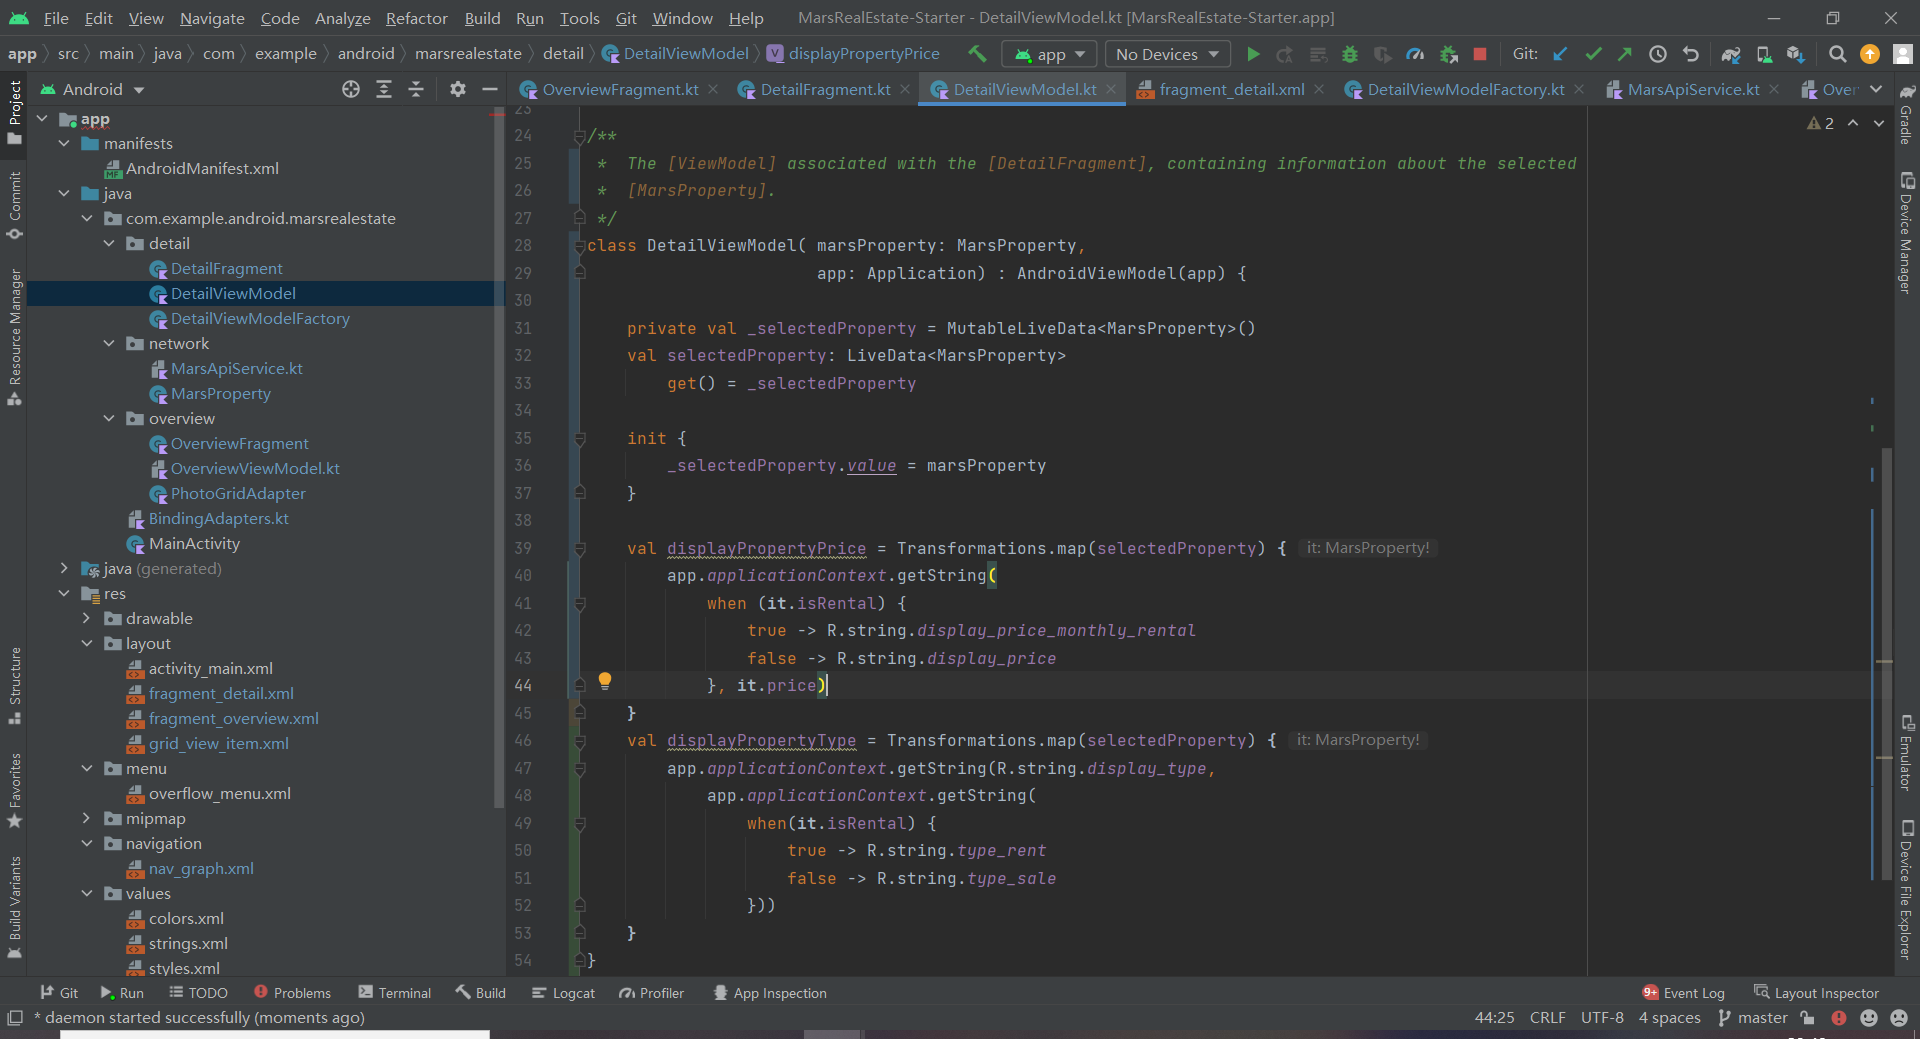 File Edit View Navigate Code Analyze Refactor Build Run Tools Git Window Help MarsRealEstate-Starter - DetailViewModel.kt [MarsRealEstate-Starter.app]
app src main java com example android marsrealestate detail DetailViewModel displayPropertyPrice app No Devices Git:
Android
OverviewFragment.kt DetailFragment.kt DetailViewModel.kt fragment_detail.xml DetailViewModelFactory.kt MarsApiService.kt Over
Project
Commit
Resource Manager
Structure
Favorites
Build Variants
app
manifests
AndroidManifest.xml
java
com.example.android.marsrealestate
detail
DetailFragment
DetailViewModel
DetailViewModelFactory
network
MarsApiService.kt
MarsProperty
overview
OverviewFragment
OverviewViewModel.kt
PhotoGridAdapter
BindingAdapters.kt
MainActivity
java (generated)
res
drawable
layout
activity_main.xml
fragment_detail.xml
fragment_overview.xml
grid_view_item.xml
menu
overflow_menu.xml
mipmap
navigation
nav_graph.xml
values
colors.xml
strings.xml
styles.xml
2
23
24 /**
25 * The [ViewModel] associated with the [DetailFragment], containing information about the selected
26 * [MarsProperty].
27 */
28 class DetailViewModel( marsProperty: MarsProperty,
29 app: Application) : AndroidViewModel(app) {
30
31 private val _selectedProperty = MutableLiveData<MarsProperty>()
32 val selectedProperty: LiveData<MarsProperty>
33 get() = _selectedProperty
34
35 init {
36 _selectedProperty.value = marsProperty
37 }
38
39 val displayPropertyPrice = Transformations.map(selectedProperty) { it: MarsProperty!
40 app.applicationContext.getString(
41 when (it.isRental) {
42 true -> R.string.display_price_monthly_rental
43 false -> R.string.display_price
44 }, it.price)
45 }
46 val displayPropertyType = Transformations.map(selectedProperty) { it: MarsProperty!
47 app.applicationContext.getString(R.string.display_type,
48 app.applicationContext.getString(
49 when(it.isRental) {
50 true -> R.string.type_rent
51 false -> R.string.type_sale
52 }))
53 }
54 }
Gradle
Device Manager
Emulator
Device File Explorer
Git Run TODO Problems Terminal Build Logcat Profiler App Inspection 9+ Event Log Layout Inspector
* daemon started successfully (moments ago) 44:25 CRLF UTF-8 4 spaces master